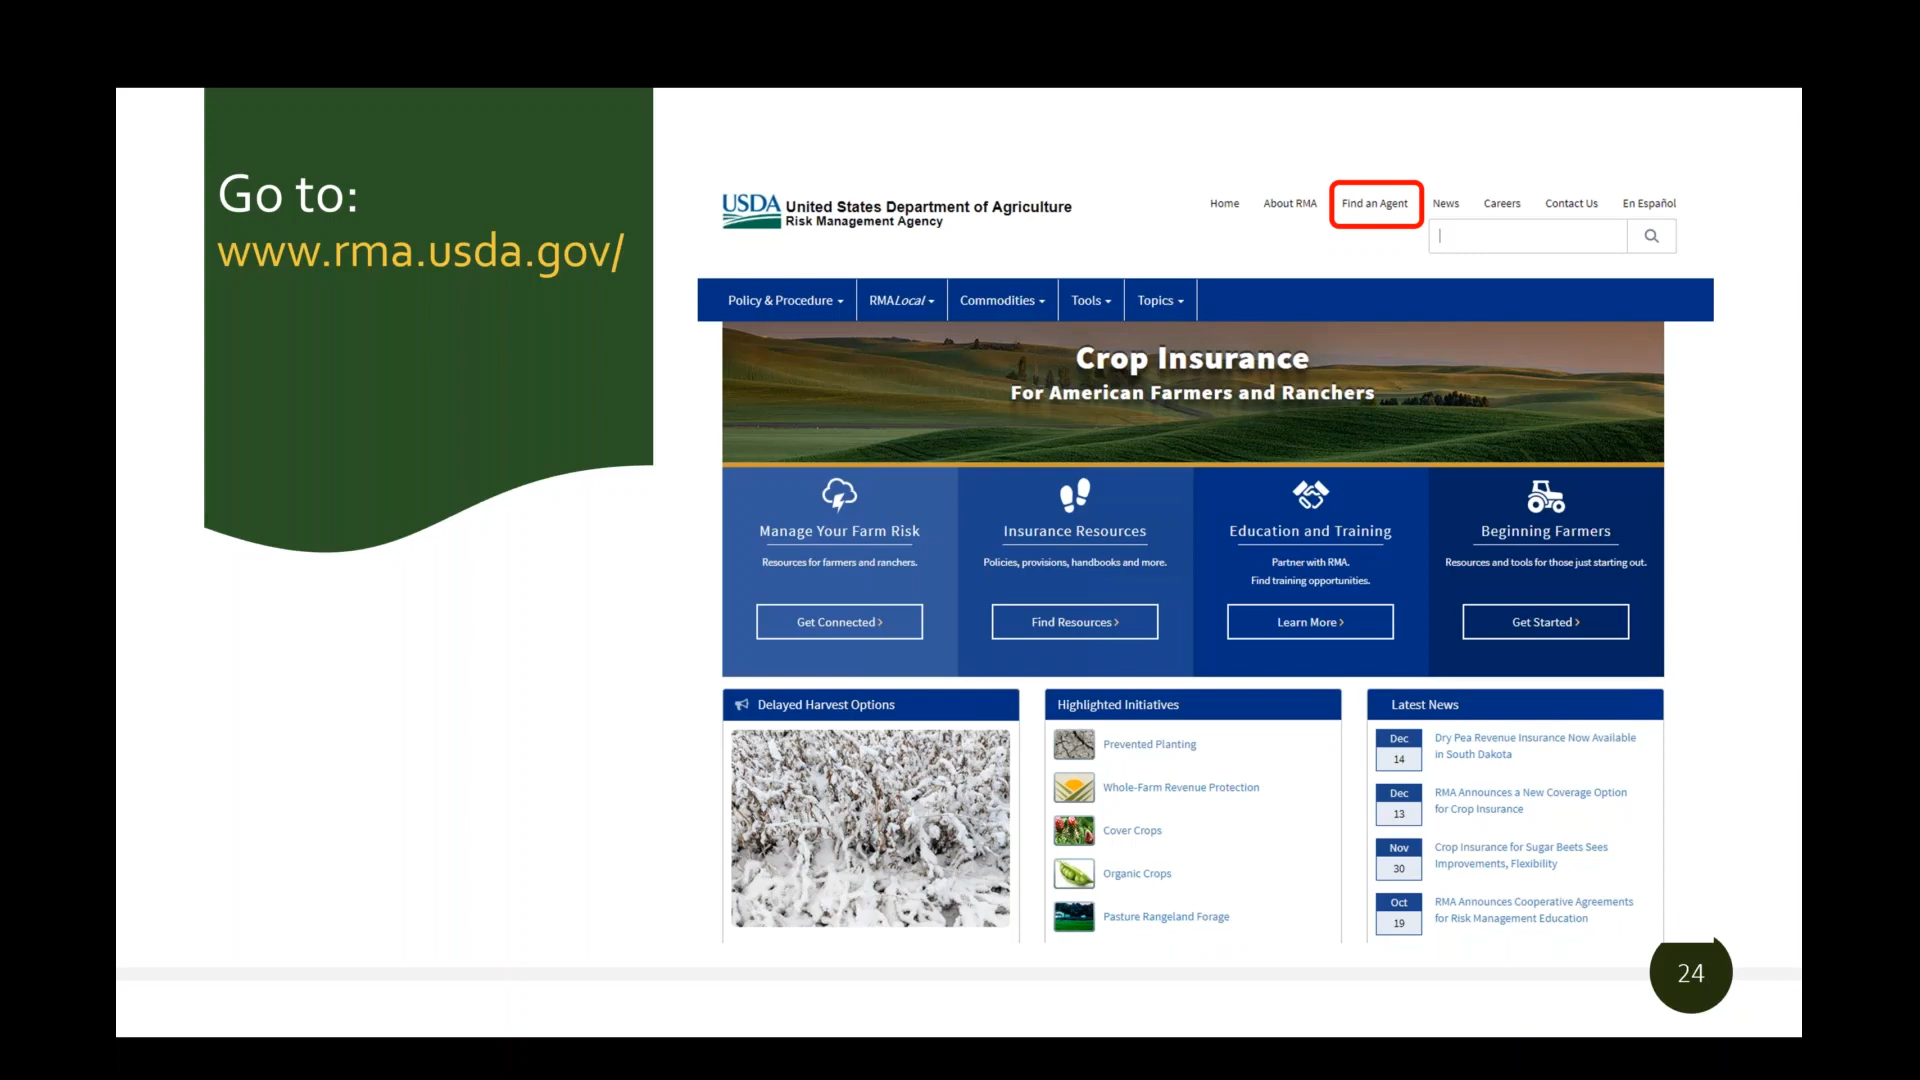 Go to:
www.rma.usda.gov/
USDA United States Department of Agriculture
Risk Management Agency
Home About RMA Find an Agent News Careers Contact Us En Español
Policy & Procedure RMALocal Commodities Tools Topics
Crop Insurance
For American Farmers and Ranchers
Manage Your Farm Risk
Resources for farmers and ranchers.
Get Connected ›
Insurance Resources
Policies, provisions, handbooks and more.
Find Resources ›
Education and Training
Partner with RMA.
Find training opportunities.
Learn More ›
Beginning Farmers
Resources and tools for those just starting out.
Get Started ›
Delayed Harvest Options
Highlighted Initiatives
Prevented Planting
Whole-Farm Revenue Protection
Cover Crops
Organic Crops
Pasture Rangeland Forage
Latest News
Dec
14
Dry Pea Revenue Insurance Now Available
in South Dakota
Dec
13
RMA Announces a New Coverage Option
for Crop Insurance
Nov
30
Crop Insurance for Sugar Beets Sees
Improvements, Flexibility
Oct
19
RMA Announces Cooperative Agreements
for Risk Management Education
24